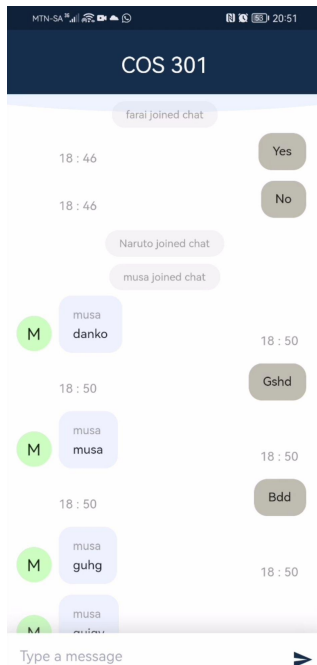 MTN-SA 20:51
COS 301
farai joined chat
Yes
18 : 46
No
18 : 46
Naruto joined chat
musa joined chat
musa
M danko
18 : 50
Gshd
18 : 50
musa
M musa
18 : 50
Bdd
18 : 50
musa
M guhg
18 : 50
musa
M
Type a message